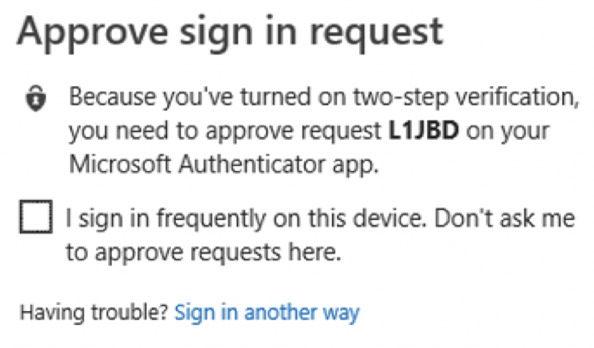 Approve sign in request
Because you've turned on two-step verification,
you need to approve request L1JBD on your
Microsoft Authenticator app.
I sign in frequently on this device. Don't ask me
to approve requests here.
Having trouble? Sign in another way